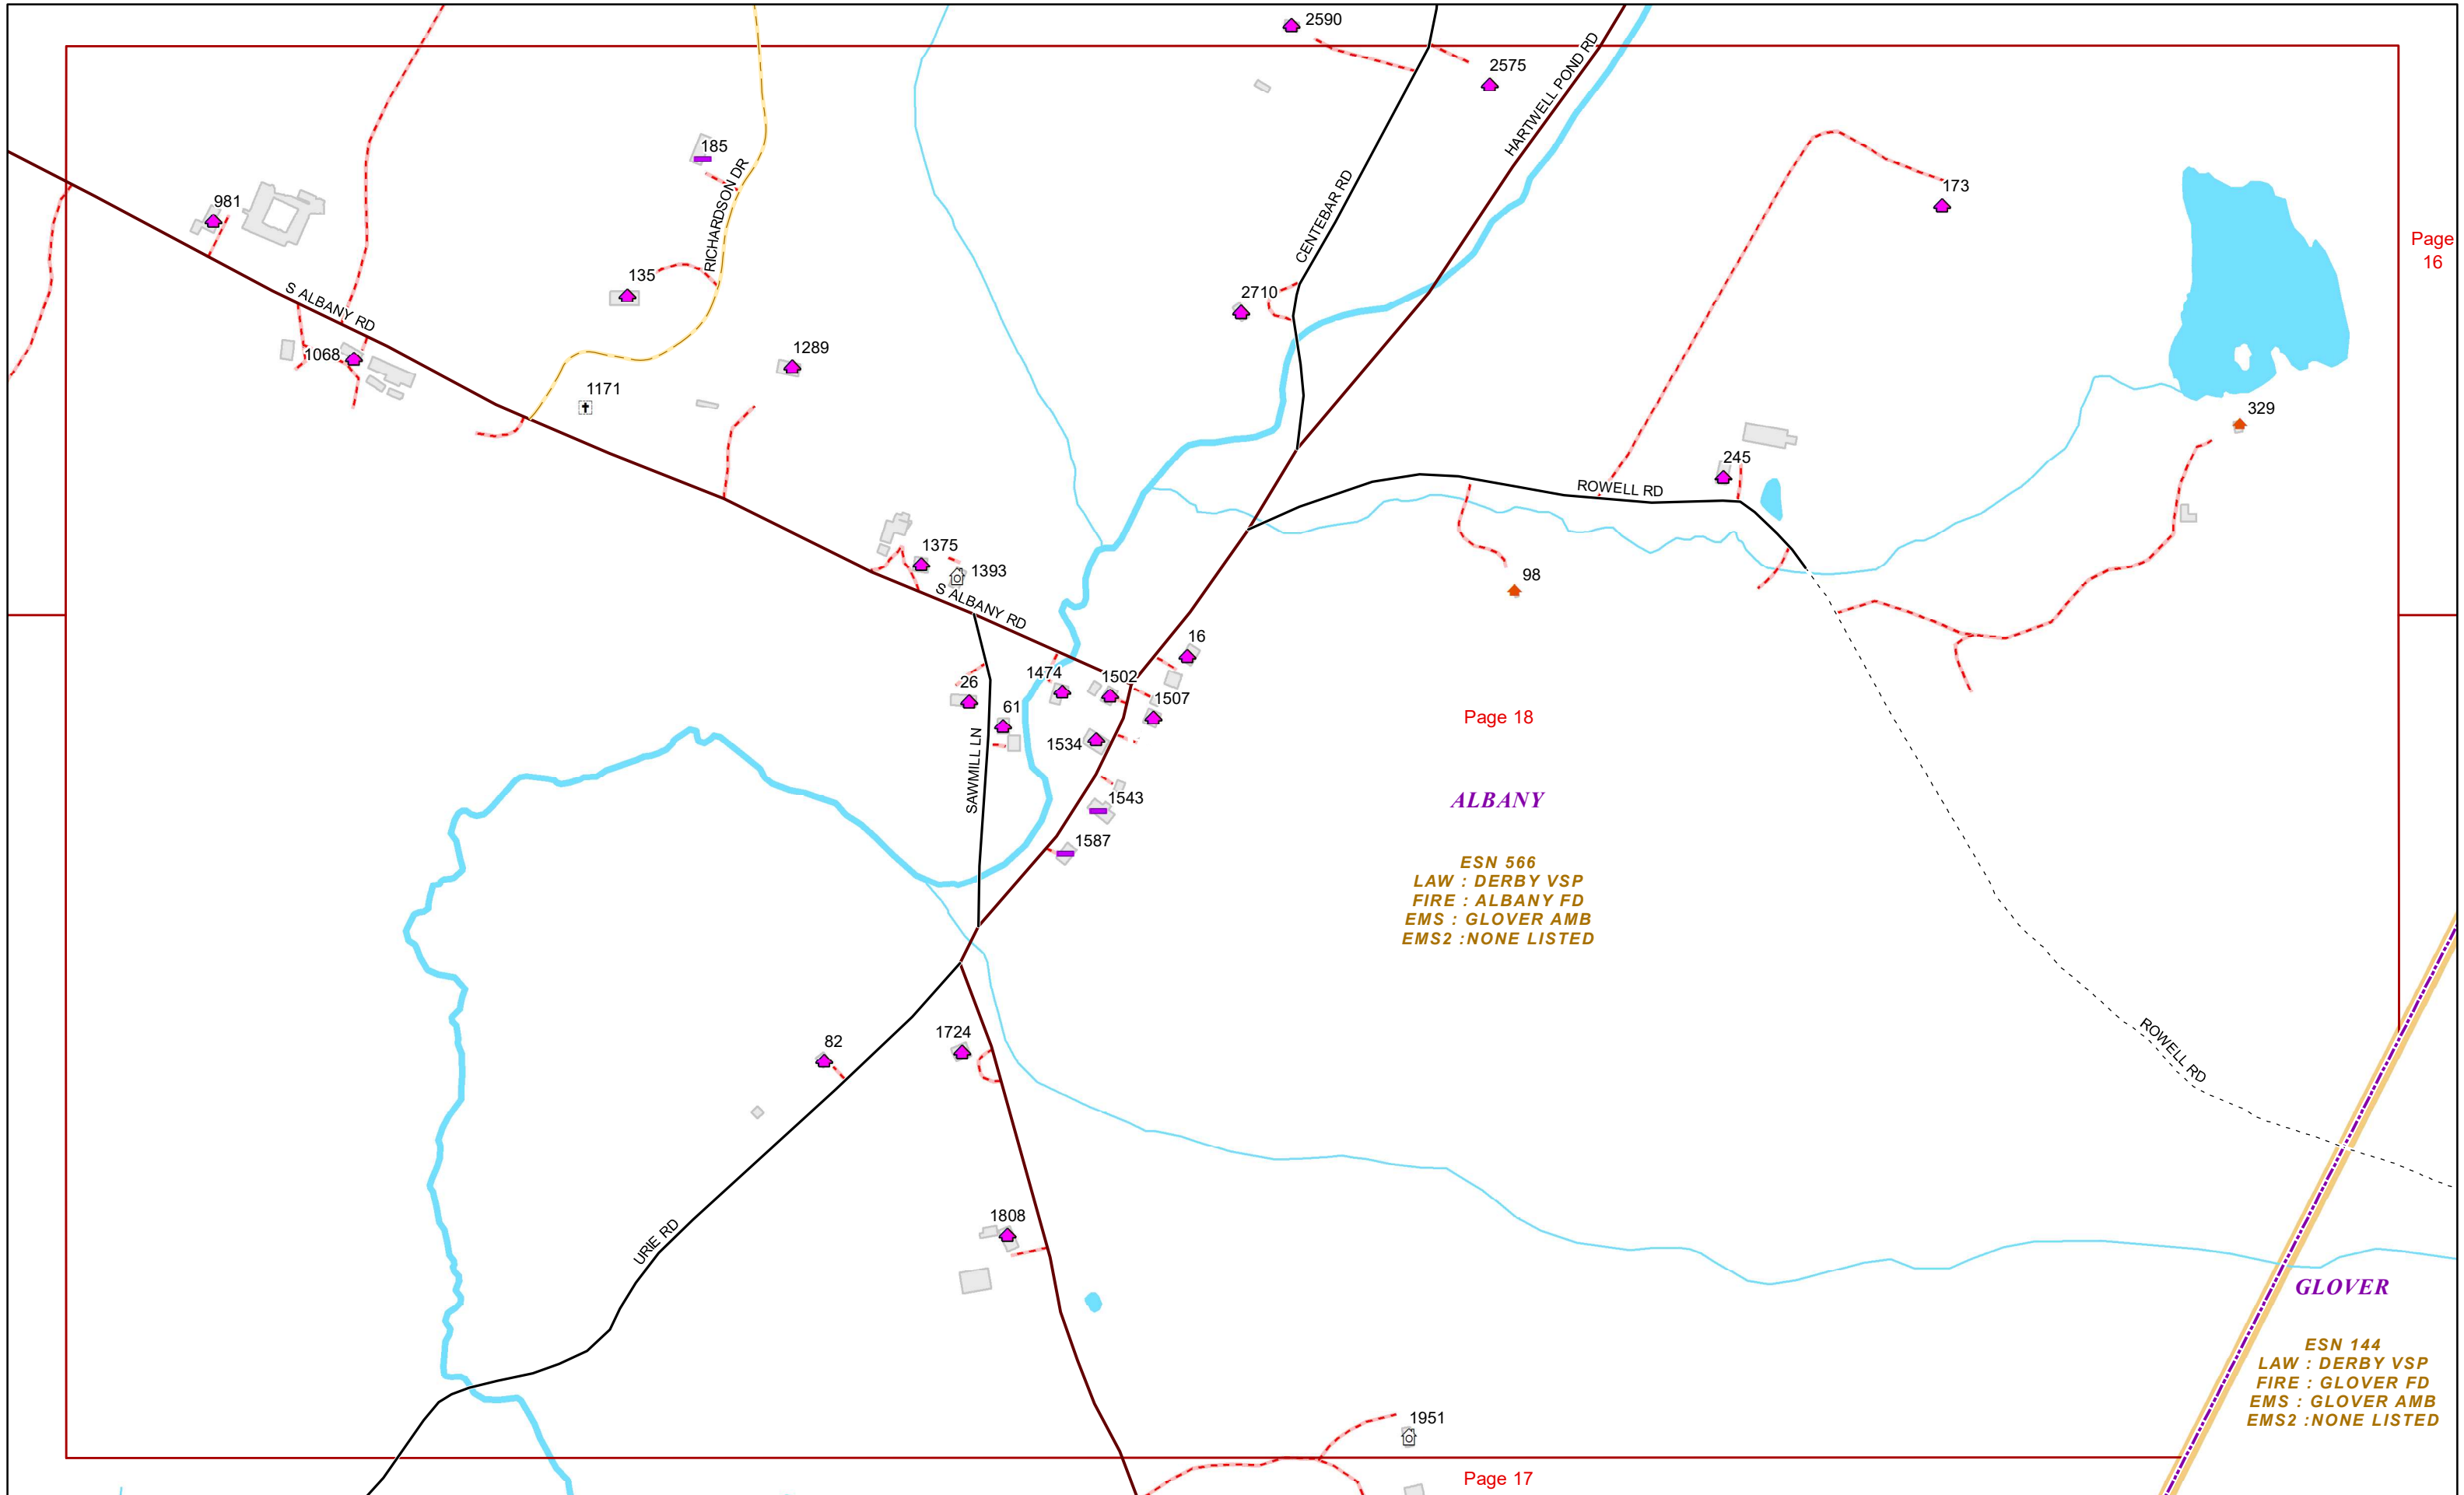 2590
2575
HARTWELL POND RD
185
RICHARDSON DR
CENTEBAR RD
173
981
Page
16
135
2710
S ALBANY RD
1068
1289
1171
329
245
ROWELL RD
1375
1393
S ALBANY RD
98
16
1474
1502
26
61
1507
Page 18
1534
SAWMILL LN
1543
ALBANY
1587
ESN 566
LAW : DERBY VSP
FIRE : ALBANY FD
EMS : GLOVER AMB
EMS2 :NONE LISTED
82
1724
ROWELL RD
1808
URIE RD
GLOVER
ESN 144
LAW : DERBY VSP
FIRE : GLOVER FD
EMS : GLOVER AMB
EMS2 :NONE LISTED
1951
Page 17